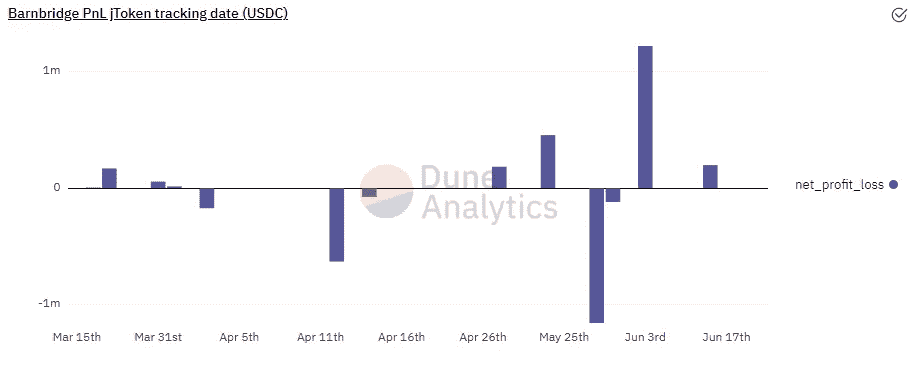 Barnbridge PnL jToken tracking date (USDC)
1m
0
-1m
Dune
Analytics
net_profit_loss
Mar 15th Mar 31st Apr 5th Apr 11th Apr 16th Apr 26th May 25th Jun 3rd Jun 17th